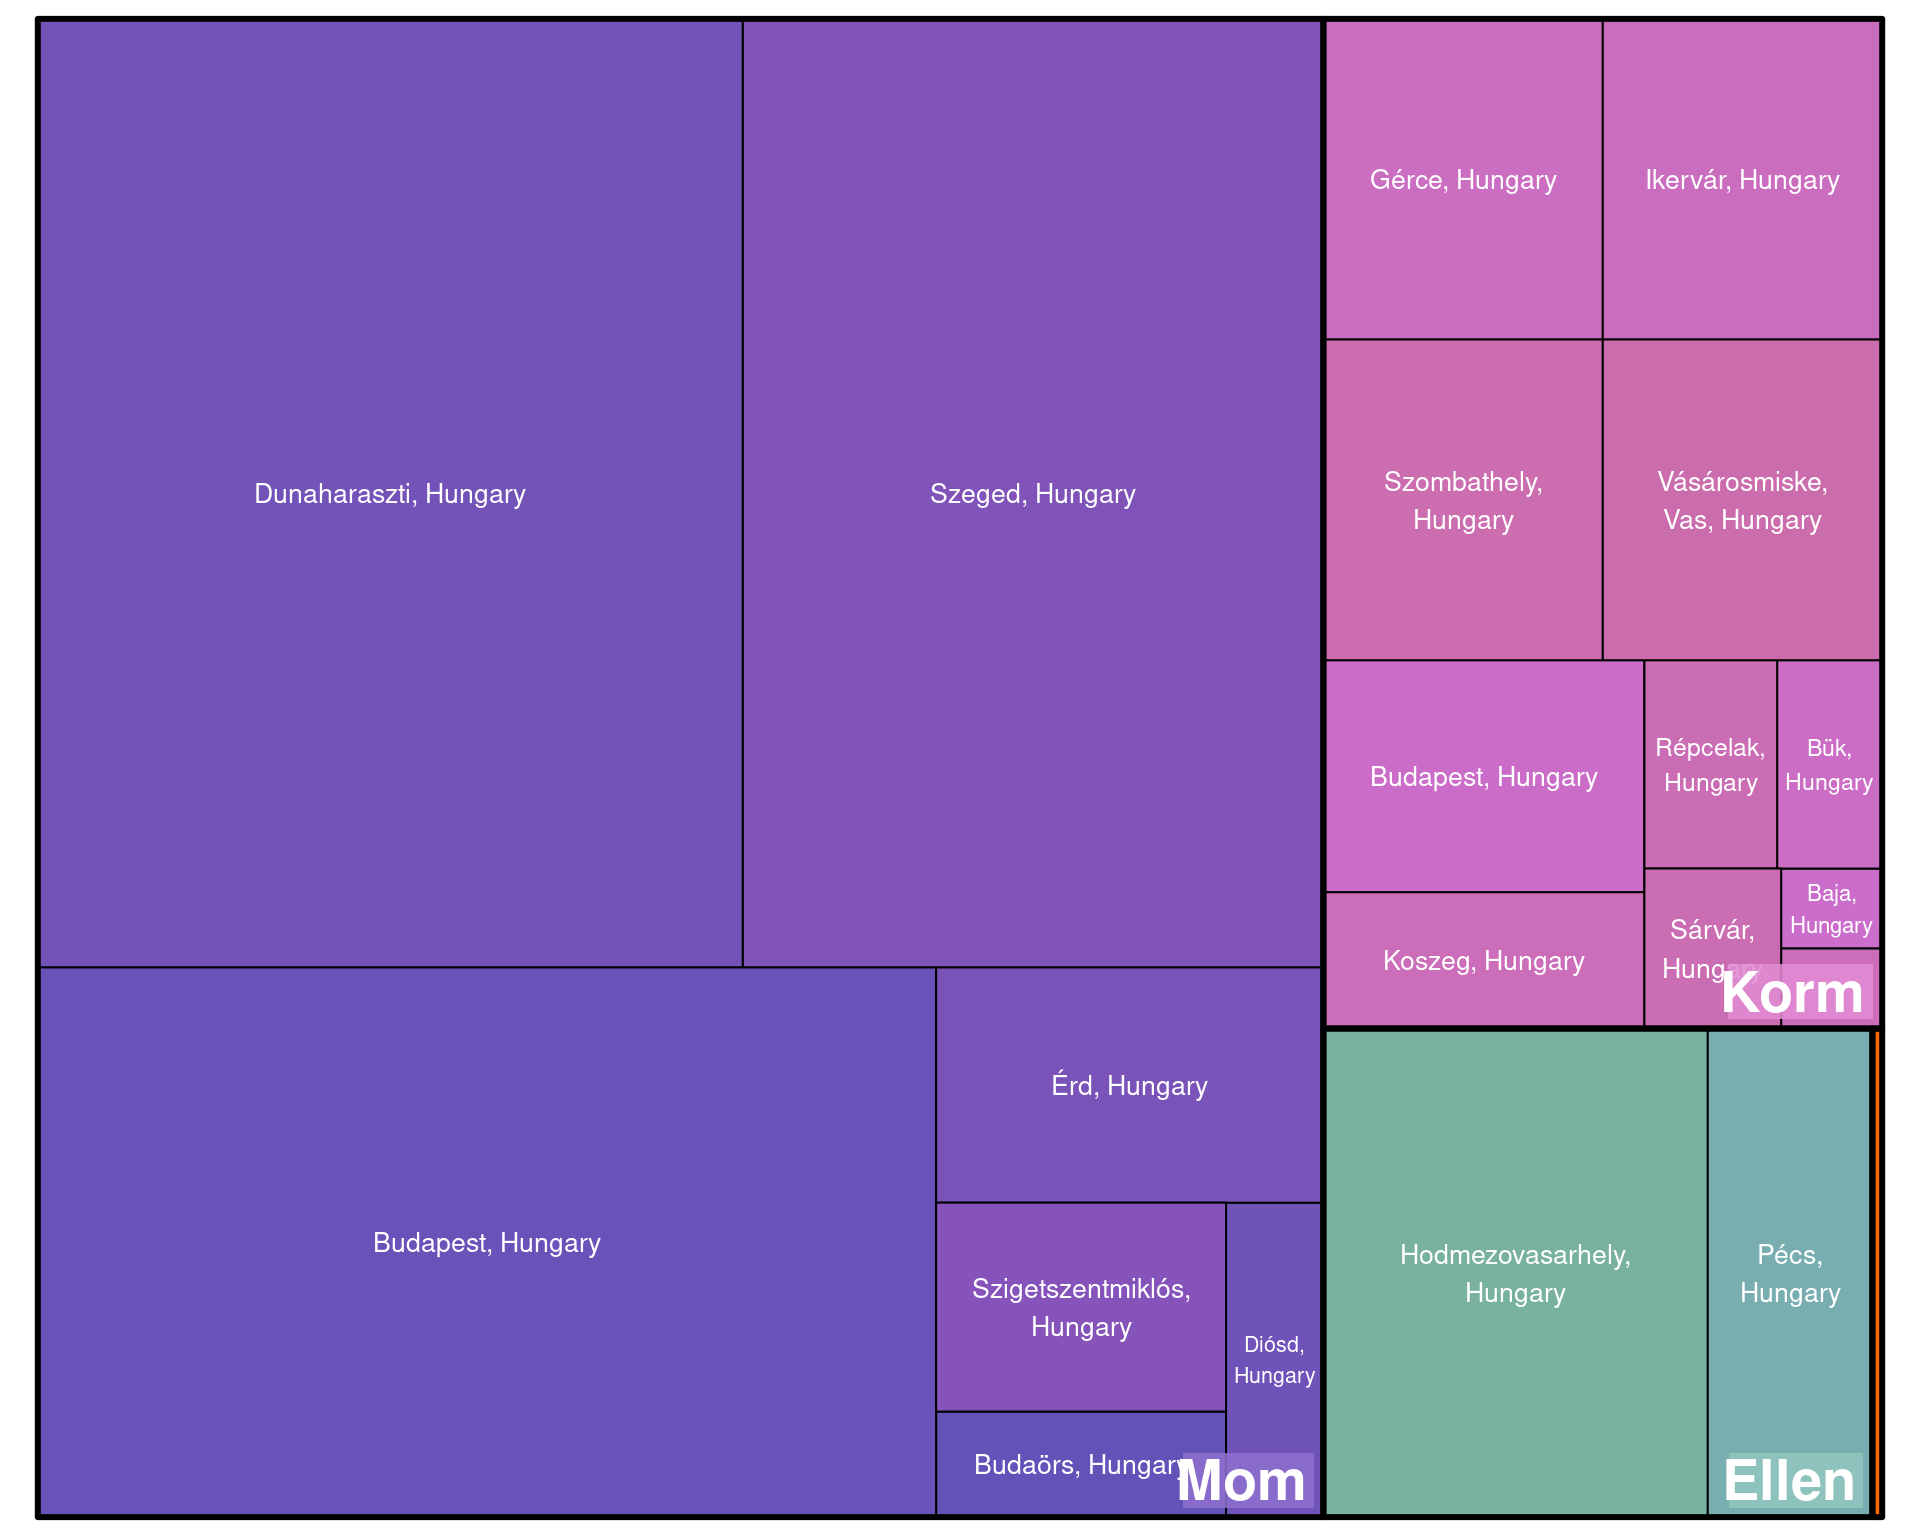 Dunaharaszti, Hungary
Szeged, Hungary
Budapest, Hungary
Érd, Hungary
Szigetszentmiklós,
Hungary
Diósd,
Hungary
Budaörs, Hungary
Mom
Gérce, Hungary
Ikervár, Hungary
Szombathely,
Hungary
Vásárosmiske,
Vas, Hungary
Budapest, Hungary
Répcelak,
Hungary
Bük,
Hungary
Koszeg, Hungary
Sárvár,
Hungary
Baja,
Hungary
Korm
Hodmezovasarhely,
Hungary
Pécs,
Hungary
Ellen